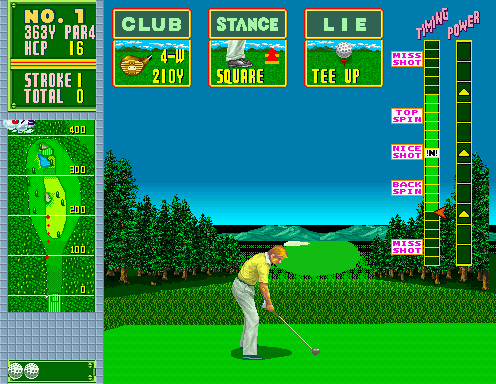 NO. 1
363Y PAR4
HCP 16
STROKE 1
TOTAL 0
CLUB
4-W
210Y
STANCE
SQUARE
LIE
TEE UP
TIMING
POWER
MISS
SHOT
TOP
SPIN
NICE
SHOT
!N!
BACK
SPIN
MISS
SHOT
400
300
200
100
0